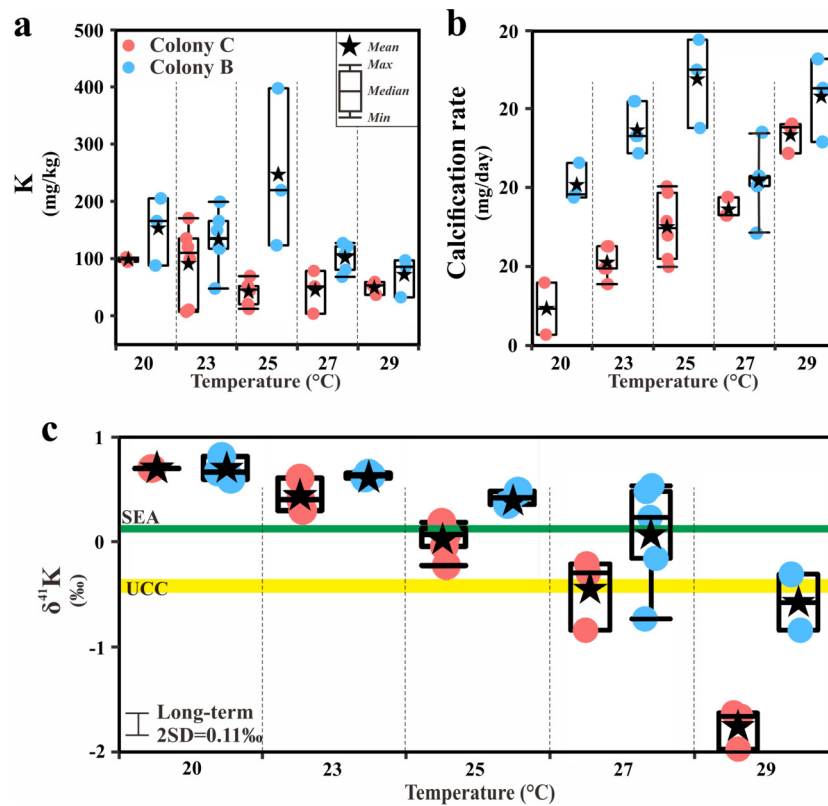 a
500
400
300
200
100
0
K
(mg/kg)
Colony C
Colony B
Mean
Max
Median
Min
20 23 25 27 29
Temperature (°C)
b
20
20
20
20
0
Calcification rate
(mg/day)
20 23 25 27 29
Temperature (°C)
c
1
0
-1
-2
δ⁴¹K
(‰)
SEA
UCC
Long-term
2SD=0.11‰
20 23 25 27 29
Temperature (°C)